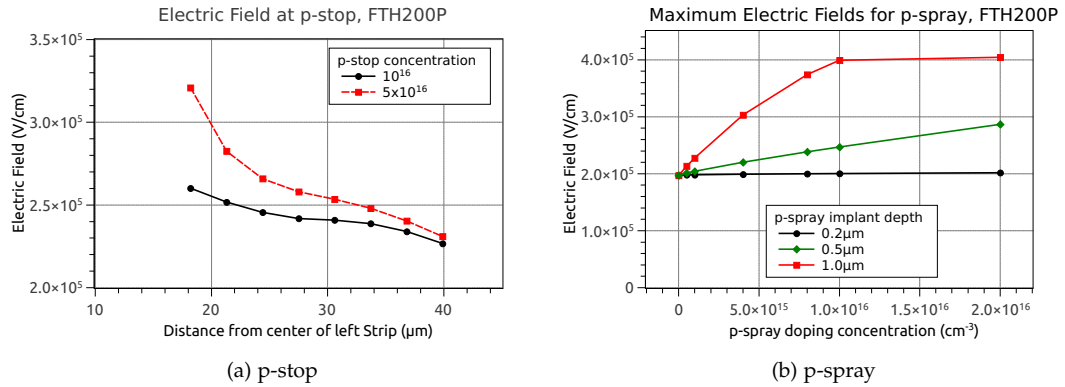 Electric Field at p-stop, FTH200P
3.5×10⁵
3.0×10⁵
2.5×10⁵
2.0×10⁵
Electric Field (V/cm)
p-stop concentration
10¹⁶
5x10¹⁶
10 20 30 40
Distance from center of left Strip (μm)
(a) p-stop
Maximum Electric Fields for p-spray, FTH200P
4.0×10⁵
3.0×10⁵
2.0×10⁵
1.0×10⁵
0
Electric Field (V/cm)
p-spray implant depth
0.2μm
0.5μm
1.0μm
0 5.0×10¹⁵ 1.0×10¹⁶ 1.5×10¹⁶ 2.0×10¹⁶
p-spray doping concentration (cm⁻³)
(b) p-spray